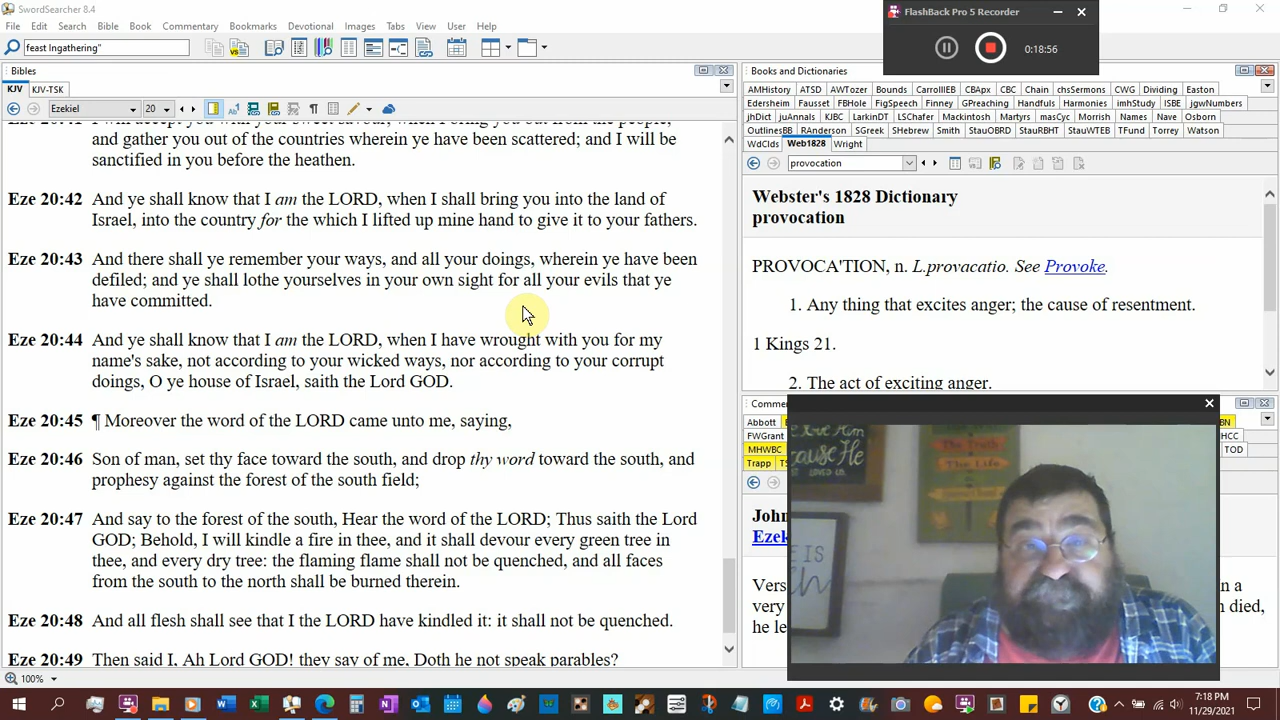 SwordSearcher 8.4
File Edit Search Bible Book Commentary Bookmarks Devotional Images Tabs View User Help
feast Ingathering"
FlashBack Pro 5 Recorder
0:18:56
Bibles
KJV KJV-TSK
Ezekiel 20
and gather you out of the countries wherein ye have been scattered; and I will be
sanctified in you before the heathen.
Eze 20:42 And ye shall know that I am the LORD, when I shall bring you into the land of
Israel, into the country for the which I lifted up mine hand to give it to your fathers.
Eze 20:43 And there shall ye remember your ways, and all your doings, wherein ye have been
defiled; and ye shall lothe yourselves in your own sight for all your evils that ye
have committed.
Eze 20:44 And ye shall know that I am the LORD, when I have wrought with you for my
name's sake, not according to your wicked ways, nor according to your corrupt
doings, O ye house of Israel, saith the Lord GOD.
Eze 20:45 ¶ Moreover the word of the LORD came unto me, saying,
Eze 20:46 Son of man, set thy face toward the south, and drop thy word toward the south, and
prophesy against the forest of the south field;
Eze 20:47 And say to the forest of the south, Hear the word of the LORD; Thus saith the Lord
GOD; Behold, I will kindle a fire in thee, and it shall devour every green tree in
thee, and every dry tree: the flaming flame shall not be quenched, and all faces
from the south to the north shall be burned therein.
Eze 20:48 And all flesh shall see that I the LORD have kindled it: it shall not be quenched.
Eze 20:49 Then said I, Ah Lord GOD! they say of me, Doth he not speak parables?
100%
Books and Dictionaries
AMHistory ATSD AWTozer Bounds CarrollEB CBApx CBC Chain chsSermons CWG Dividing Easton
Edersheim Fausset FBHole FigSpeech Finney GPreaching Handfuls Harmonies imhStudy ISBE jgwNumbers
jhDict juAnnals KJBC LarkinDT LSChafer Mackintosh Martyrs masCyc Morrish Names Nave Osborn
OutlinesBB RAnderson SGreek SHebrew Smith StauOBRD StauRBHT StauWTEB TFund Torrey Watson
WdClds Web1828 Wright
provocation
Webster's 1828 Dictionary
provocation
PROVOCA'TION, n. L.provacatio. See Provoke.
1. Any thing that excites anger; the cause of resentment.
1 Kings 21.
2. The act of exciting anger.
Comme
Abbott
BN
FWGrant
HCC
MHWBC
TOD
Trapp
John
Ezek
Vers
n a
very
n died,
he le
The Truth
The Life
7:18 PM
11/29/2021